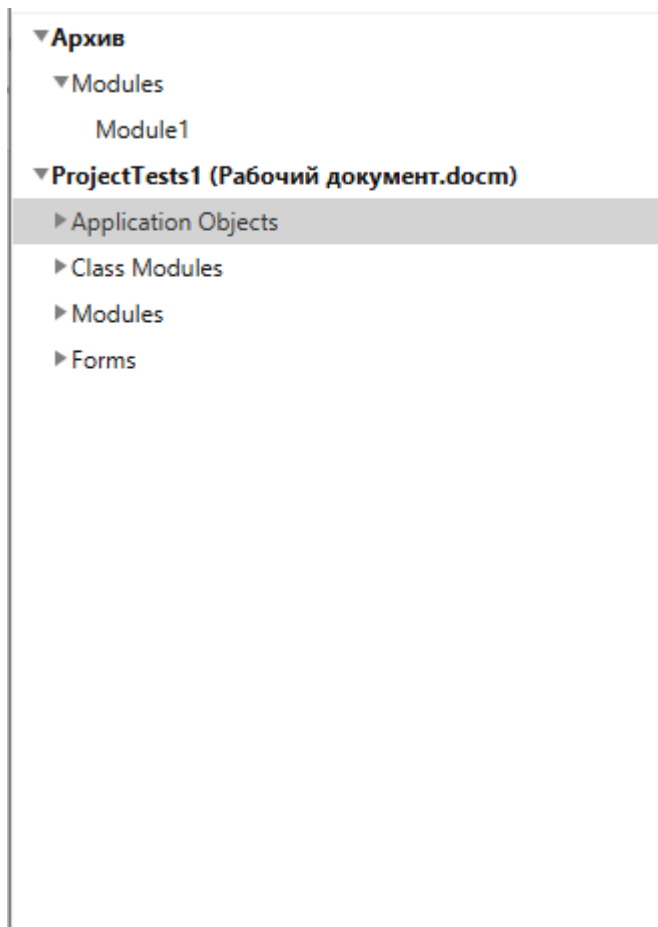 Архив
Modules
Module1
ProjectTests1 (Рабочий документ.docm)
Application Objects
Class Modules
Modules
Forms